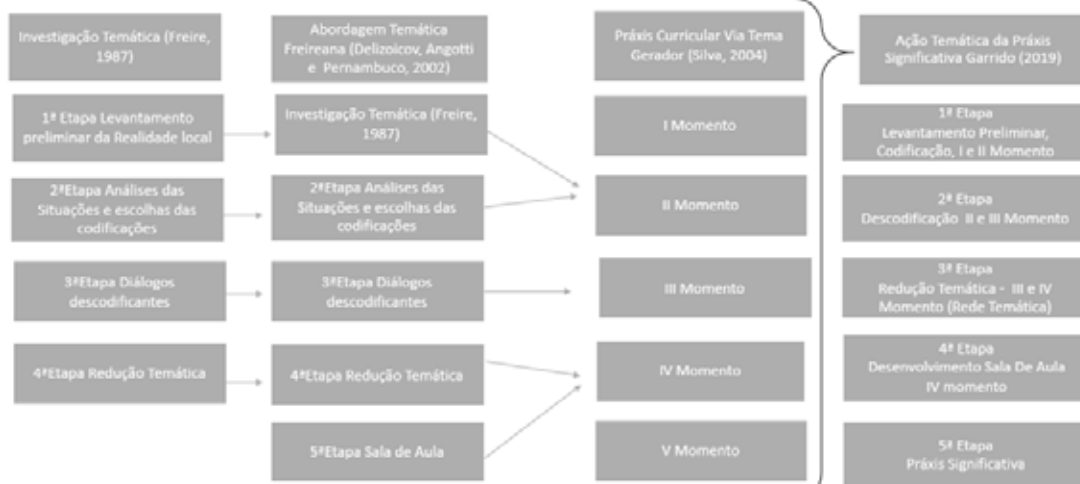 Investigação Temática (Freire,
1987)
Abordagem Temática
Freireana (Delizoicov, Angotti
e Pernambuco, 2002)
Práxis Curricular Via Tema
Gerador (Silva, 2004)
Ação Temática da Práxis
Significativa Garrido (2019)
1ª Etapa Levantamento
preliminar da Realidade local
Investigação Temática (Freire,
1987)
I Momento
1ª Etapa
Levantamento Preliminar,
Codificação, I e II Momento
2ªEtapa Análises das
Situações e escolhas das
codificações
2ªEtapa Análises das
Situações e escolhas das
codificações
II Momento
2ª Etapa
Descodificação II e III Momento
3ªEtapa Diálogos
descodificantes
3ªEtapa Diálogos
descodificantes
III Momento
3ª Etapa
Redução Temática - III e IV
Momento (Rede Temática)
4ªEtapa Redução Temática
4ªEtapa Redução Temática
IV Momento
4ª Etapa
Desenvolvimento Sala De Aula
IV momento
5ªEtapa Sala de Aula
V Momento
5ª Etapa
Práxis Significativa